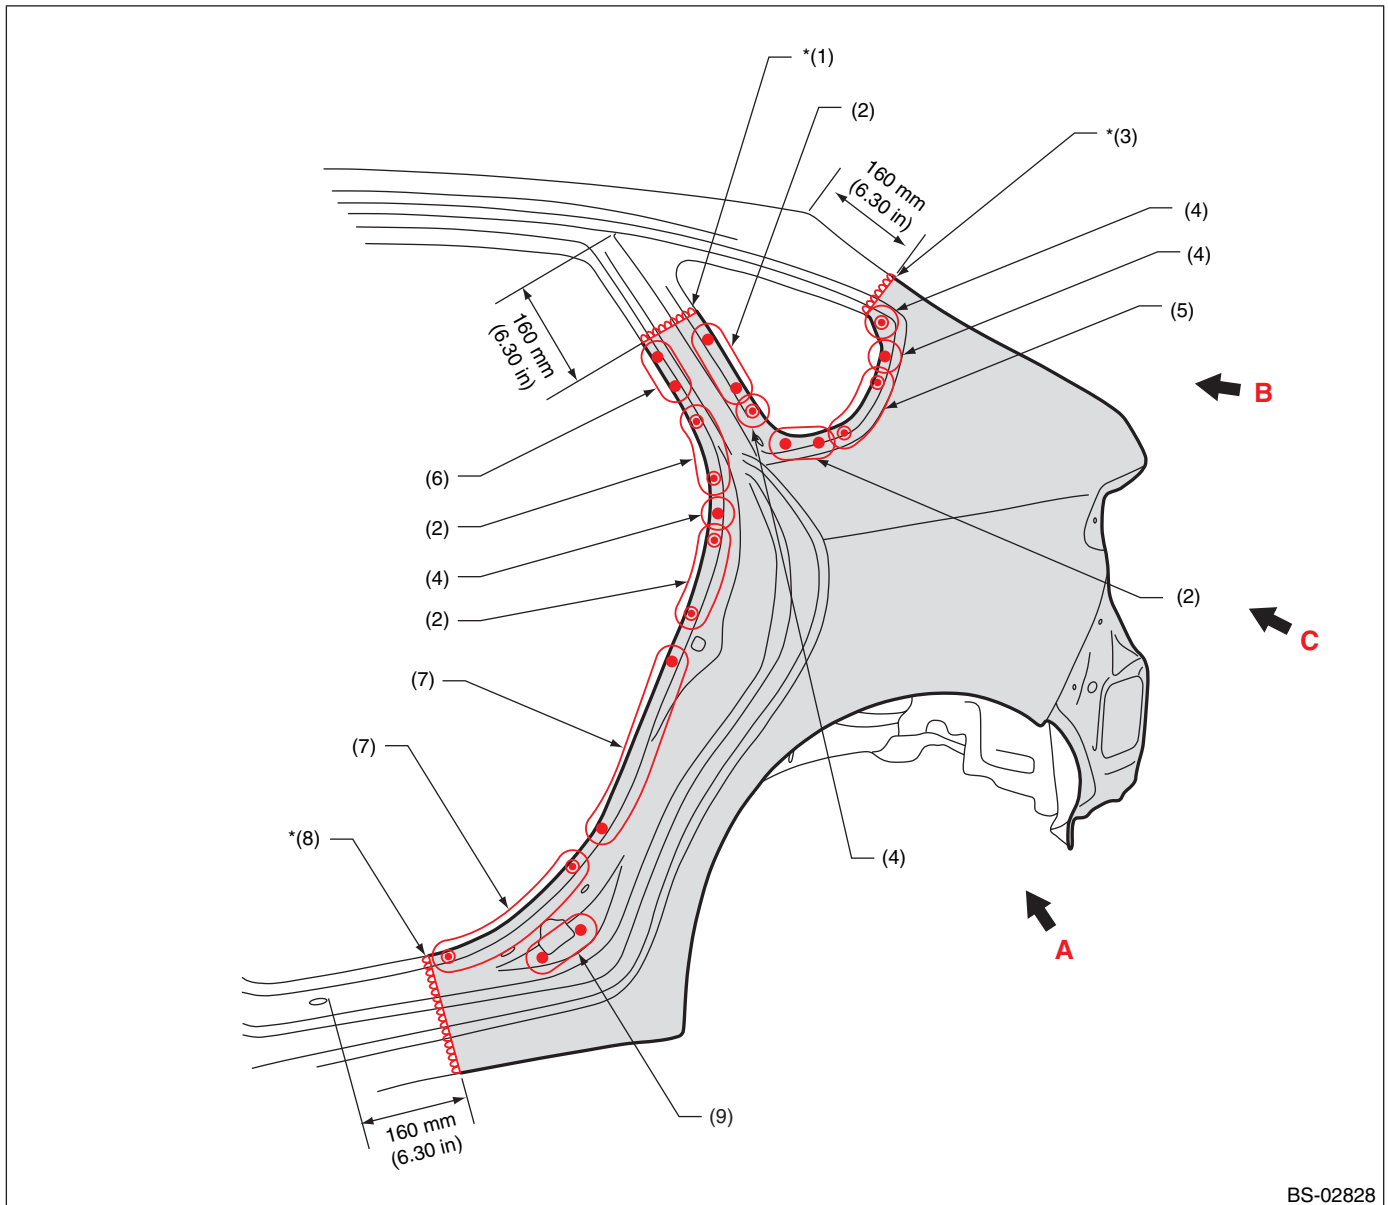 *(1)
(2)
*(3)
160 mm
(6.30 in)
(4)
(4)
(5)
160 mm
(6.30 in)
B
(6)
(2)
(4)
(2)
(2)
C
(7)
(7)
*(8)
(4)
A
(9)
160 mm
(6.30 in)
BS-02828